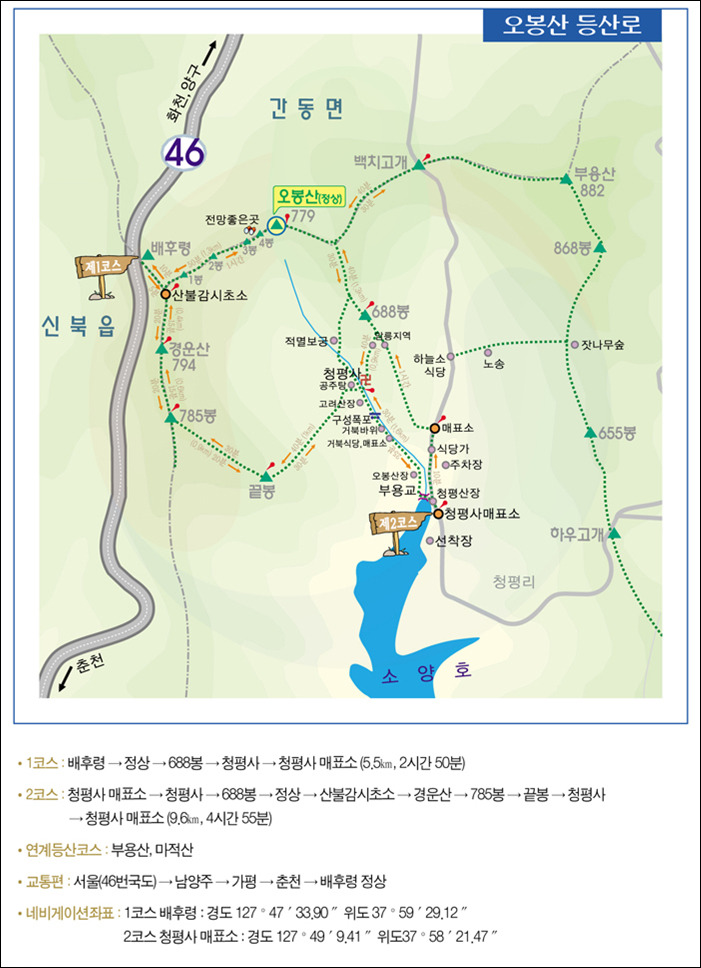 오봉산 등산로
화천,양구
간동면
46
백치고개
부용산
882
오봉산(정상)
779
전망좋은곳
868봉
배후령
4봉
3봉
2봉
1봉
제1코스
산불감시초소
신북읍
688봉
경운산
794
적멸보궁
하늘소
식당
노송
잣나무숲
청평사
공주탕
785봉
고려산장
구성폭포
매표소
거북바위
655봉
거북식당,매표소
식당가
주차장
끝봉
오봉산장
부용교
청평산장
제2코스
청평사매표소
하우고개
선착장
청평리
춘천
소양호
• 1코스 : 배후령 → 정상 → 688봉 → 청평사 → 청평사 매표소 (5.5㎞, 2시간 50분)
• 2코스 : 청평사 매표소 → 청평사 → 688봉 → 정상 → 산불감시초소 → 경운산 → 785봉 → 끝봉 → 청평사
→ 청평사 매표소 (9.6㎞, 4시간 55분)
• 연계등산코스 : 부용산, 마적산
• 교통편 : 서울(46번국도) → 남양주 → 가평 → 춘천 → 배후령 정상
• 네비게이션좌표 : 1코스 배후령 : 경도 127 ° 47 ′ 33.90 ″ 위도 37 ° 59 ′ 29.12 ″
2코스 청평사 매표소 : 경도 127 ° 49 ′ 9.41 ″ 위도37 ° 58 ′ 21.47 ″